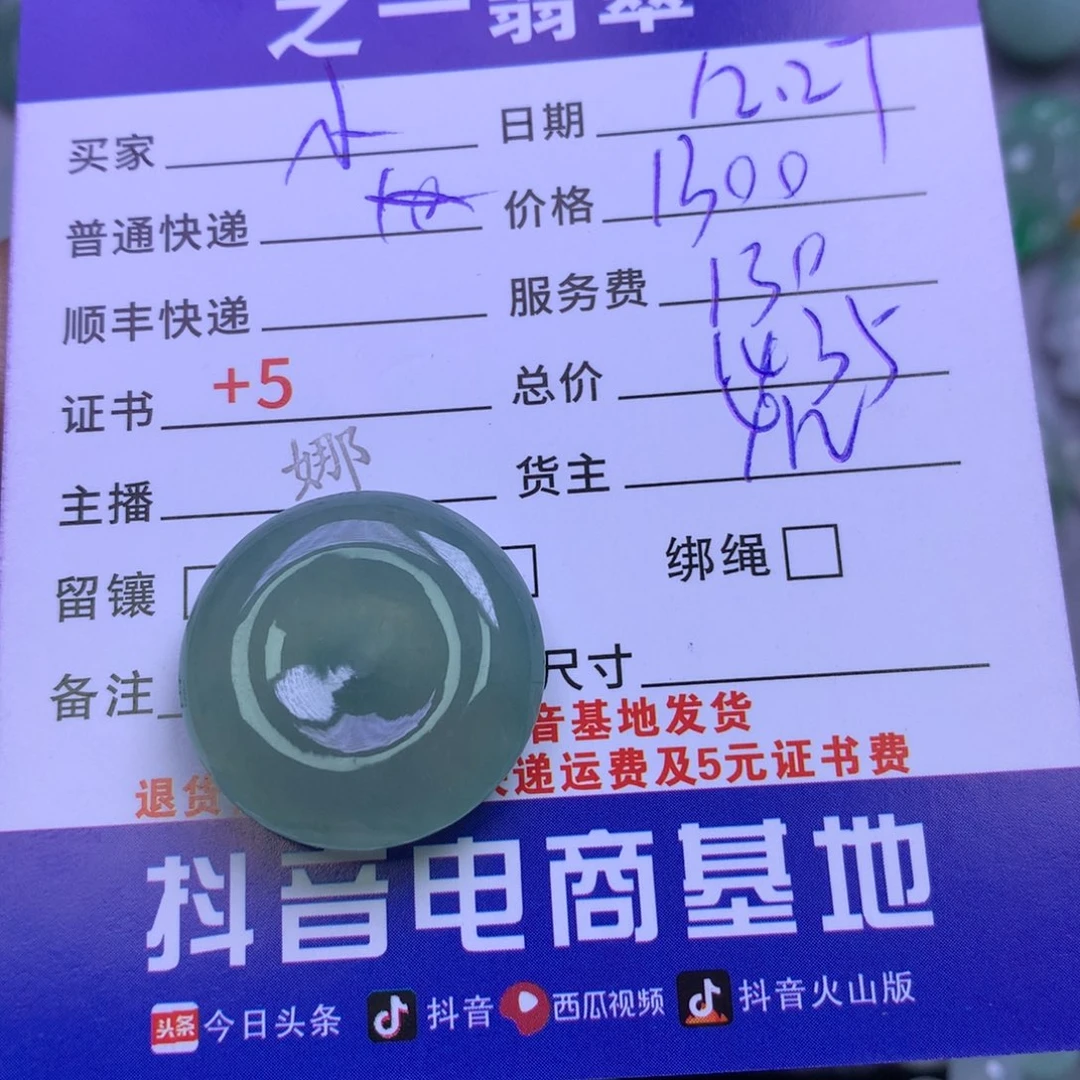 之一翡翠
买家 小 日期 12.27
普通快递 10 价格 1300
顺丰快递 服务费 130
证书 +5 总价 1435
主播 娜 货主
留镶 绑绳
备注 尺寸
音基地发货
退货 递运费及5元证书费
抖音电商基地
头条 今日头条 抖音 西瓜视频 抖音火山版